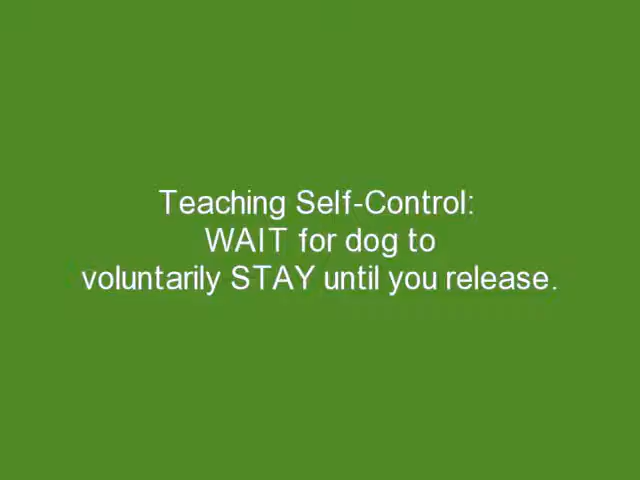 Teaching Self-Control:
WAIT for dog to
voluntarily STAY until you release.